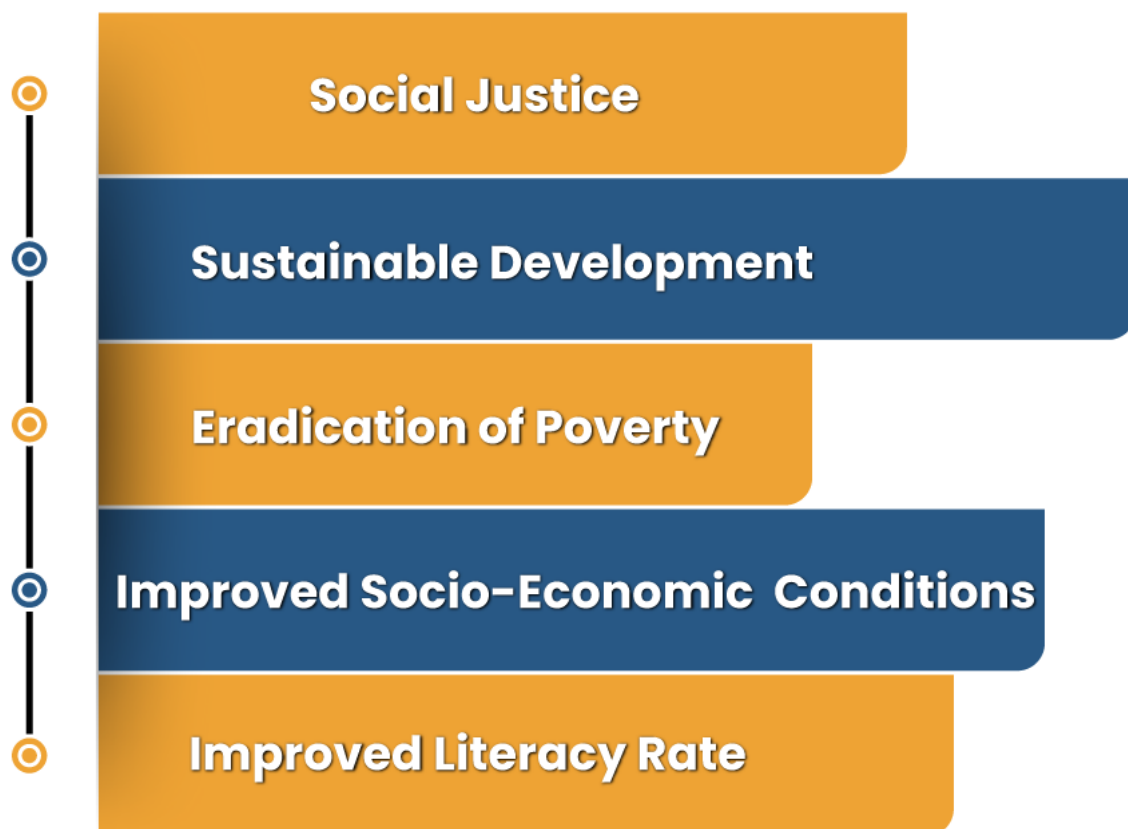 Social Justice
Sustainable Development
Eradication of Poverty
Improved Socio-Economic Conditions
Improved Literacy Rate